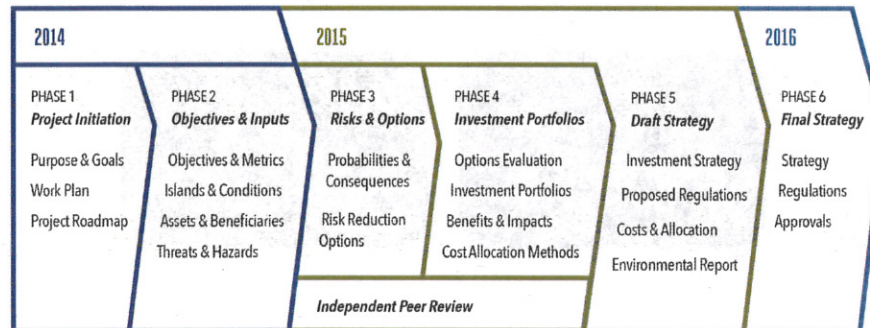 2014
2015
2016
PHASE 1
Project Initiation
Purpose & Goals
Work Plan
Project Roadmap
PHASE 2
Objectives & Inputs
Objectives & Metrics
Islands & Conditions
Assets & Beneficiaries
Threats & Hazards
PHASE 3
Risks & Options
Probabilities &
Consequences
Risk Reduction
Options
PHASE 4
Investment Portfolios
Options Evaluation
Investment Portfolios
Benefits & Impacts
Cost Allocation Methods
Independent Peer Review
PHASE 5
Draft Strategy
Investment Strategy
Proposed Regulations
Costs & Allocation
Environmental Report
PHASE 6
Final Strategy
Strategy
Regulations
Approvals